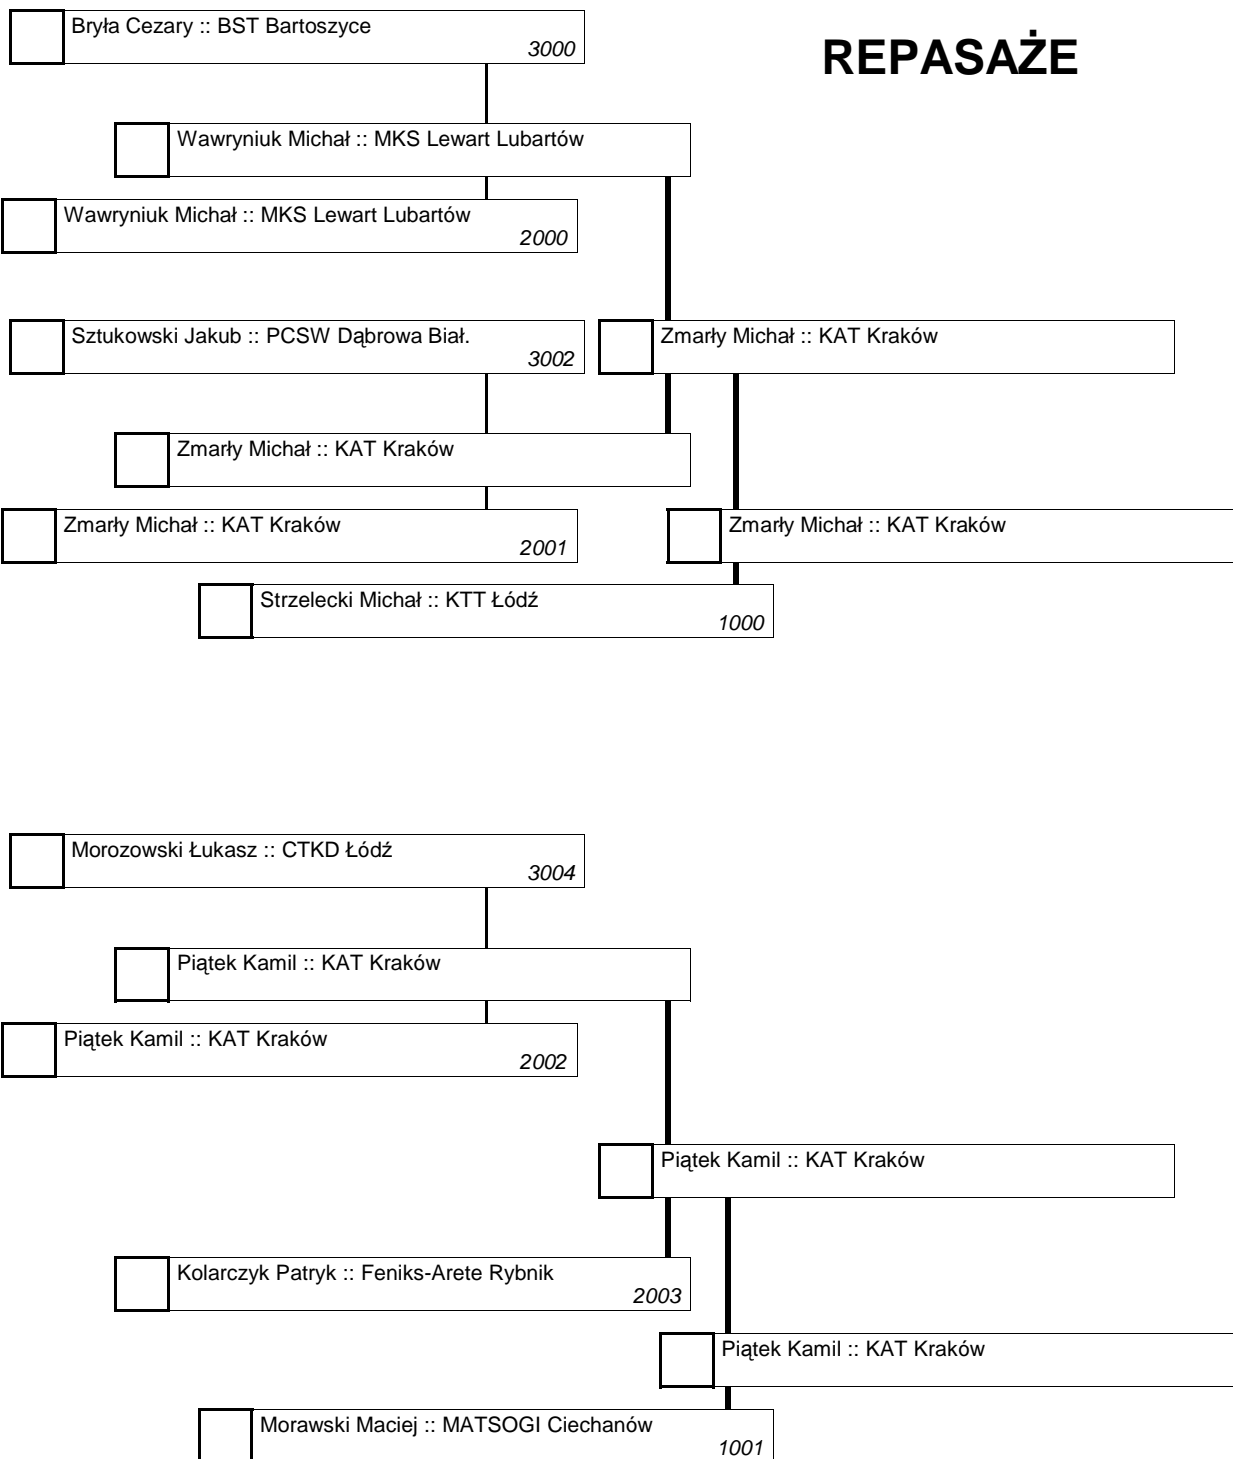 Bryła Cezary :: BST Bartoszyce
3000
REPASAŻE
Wawryniuk Michał :: MKS Lewart Lubartów
Wawryniuk Michał :: MKS Lewart Lubartów
2000
Sztukowski Jakub :: PCSW Dąbrowa Biał.
3002
Zmarły Michał :: KAT Kraków
Zmarły Michał :: KAT Kraków
Zmarły Michał :: KAT Kraków
2001
Zmarły Michał :: KAT Kraków
Strzelecki Michał :: KTT Łódź
1000
Morozowski Łukasz :: CTKD Łódź
3004
Piątek Kamil :: KAT Kraków
Piątek Kamil :: KAT Kraków
2002
Piątek Kamil :: KAT Kraków
Kolarczyk Patryk :: Feniks-Arete Rybnik
2003
Piątek Kamil :: KAT Kraków
Morawski Maciej :: MATSOGI Ciechanów
1001